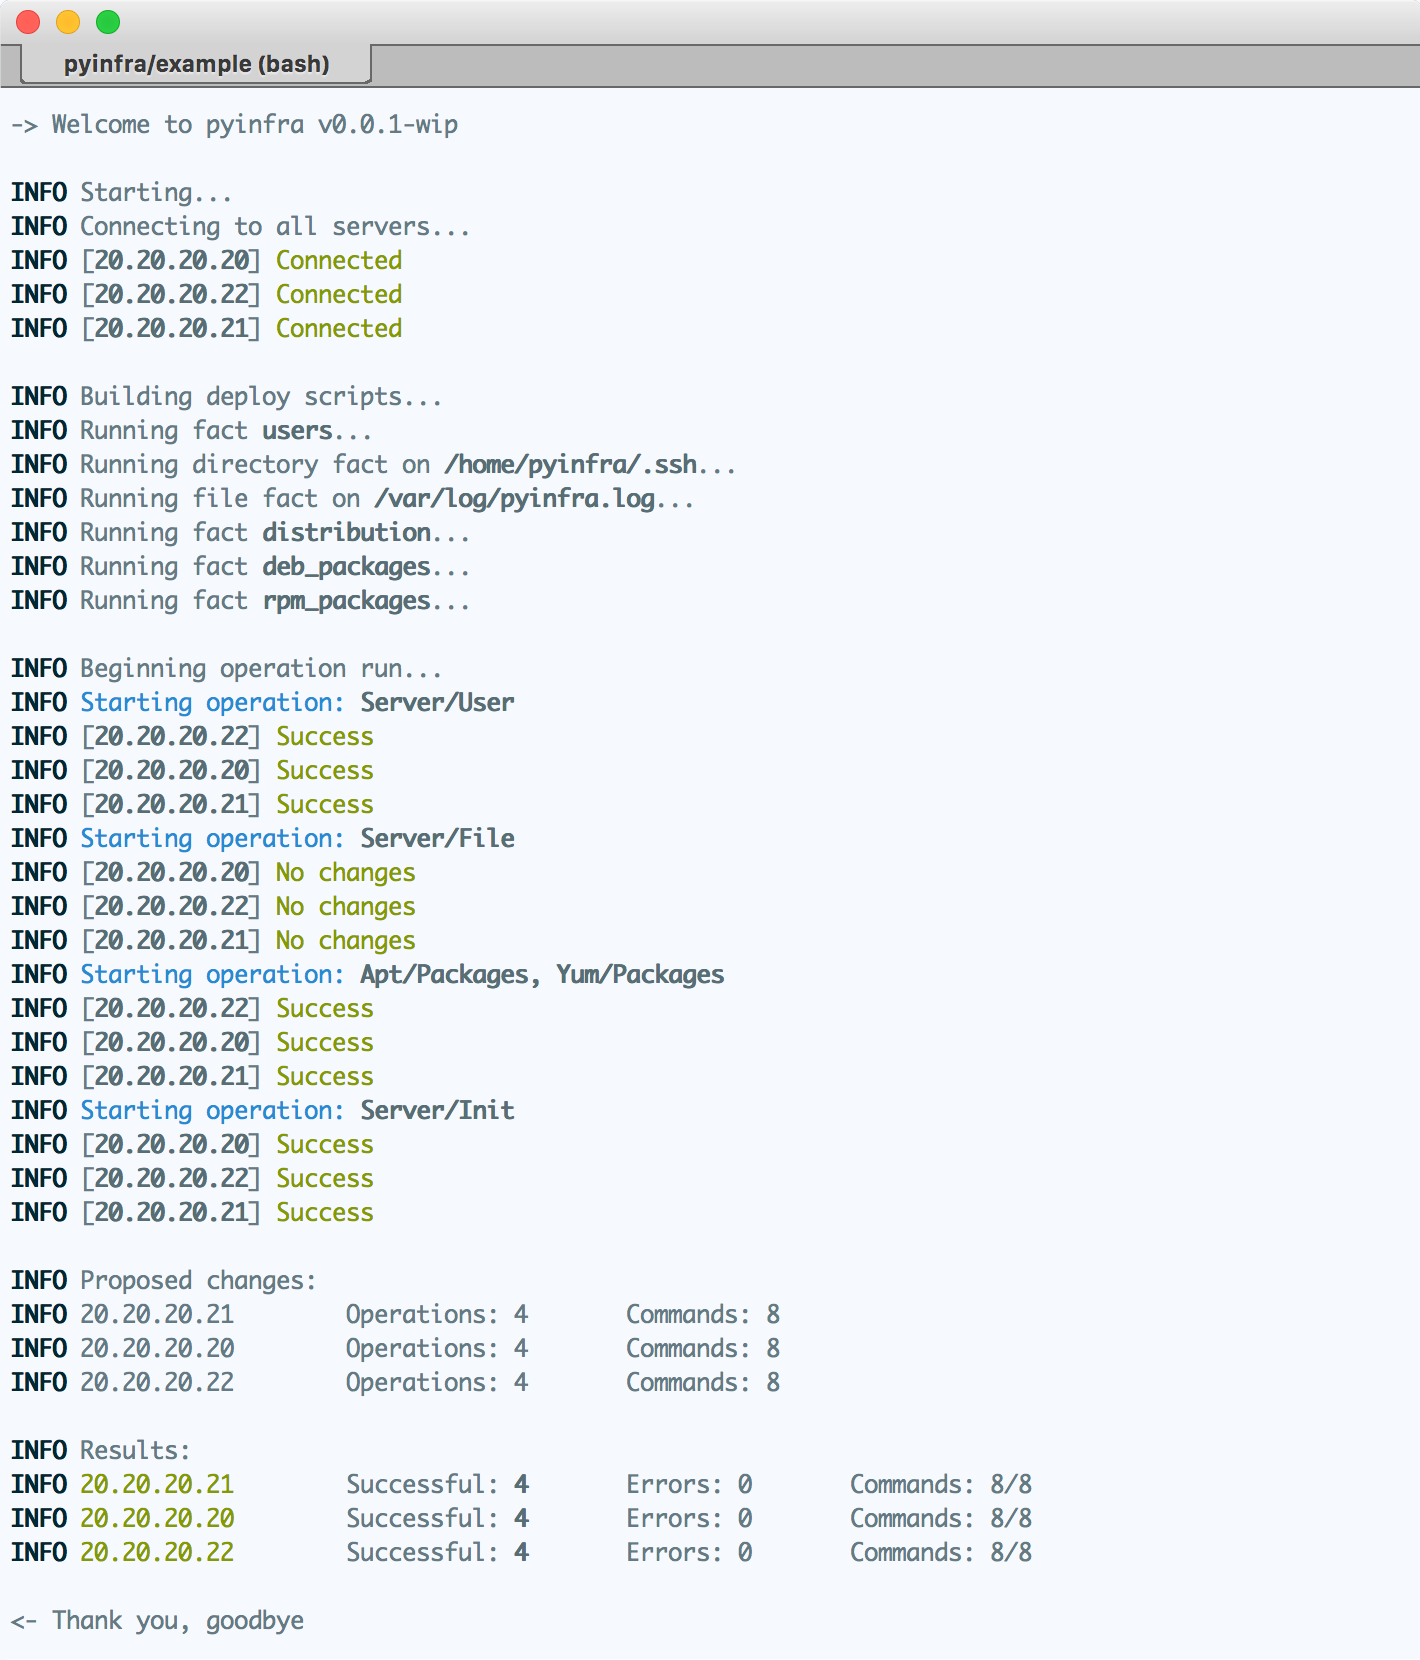 pyinfra/example (bash)
-> Welcome to pyinfra v0.0.1-wip
INFO Starting...
INFO Connecting to all servers...
INFO [20.20.20.20] Connected
INFO [20.20.20.22] Connected
INFO [20.20.20.21] Connected
INFO Building deploy scripts...
INFO Running fact users...
INFO Running directory fact on /home/pyinfra/.ssh...
INFO Running file fact on /var/log/pyinfra.log...
INFO Running fact distribution...
INFO Running fact deb_packages...
INFO Running fact rpm_packages...
INFO Beginning operation run...
INFO Starting operation: Server/User
INFO [20.20.20.22] Success
INFO [20.20.20.20] Success
INFO [20.20.20.21] Success
INFO Starting operation: Server/File
INFO [20.20.20.20] No changes
INFO [20.20.20.22] No changes
INFO [20.20.20.21] No changes
INFO Starting operation: Apt/Packages, Yum/Packages
INFO [20.20.20.22] Success
INFO [20.20.20.20] Success
INFO [20.20.20.21] Success
INFO Starting operation: Server/Init
INFO [20.20.20.20] Success
INFO [20.20.20.22] Success
INFO [20.20.20.21] Success
INFO Proposed changes:
INFO 20.20.20.21 Operations: 4 Commands: 8
INFO 20.20.20.20 Operations: 4 Commands: 8
INFO 20.20.20.22 Operations: 4 Commands: 8
INFO Results:
INFO 20.20.20.21 Successful: 4 Errors: 0 Commands: 8/8
INFO 20.20.20.20 Successful: 4 Errors: 0 Commands: 8/8
INFO 20.20.20.22 Successful: 4 Errors: 0 Commands: 8/8
<- Thank you, goodbye